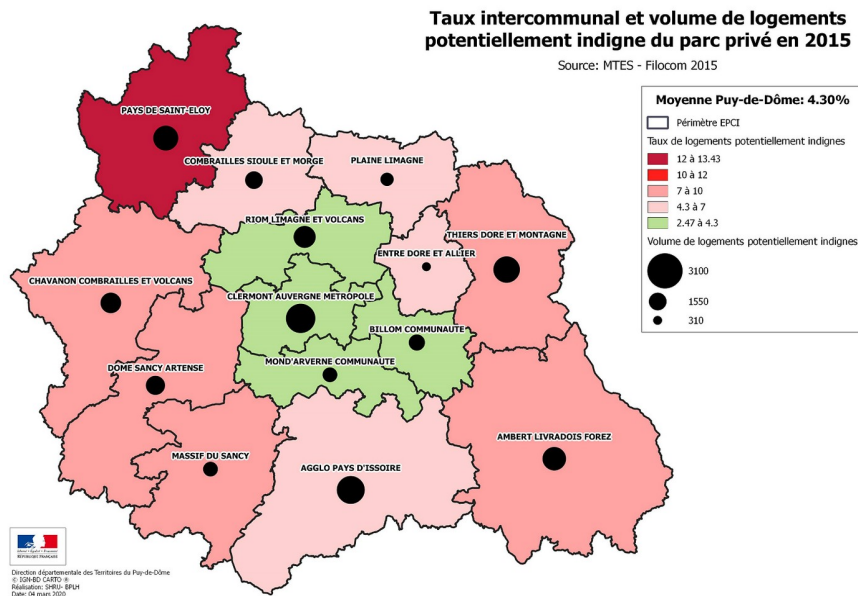 Taux intercommunal et volume de logements
potentiellement indigne du parc privé en 2015
Source: MTES - Filocom 2015
Moyenne Puy-de-Dôme: 4.30%
Périmètre EPCI
Taux de logements potentiellement indignes
12 à 13.43
10 à 12
7 à 10
4.3 à 7
2.47 à 4.3
Volume de logements potentiellement indignes
3100
1550
310
PAYS DE SAINT-ELOY
COMBRAILLES SIOULE ET MORGE
PLAINE LIMAGNE
RIOM LIMAGNE ET VOLCANS
THIERS DORE ET MONTAGNE
ENTRE DORE ET ALLIER
CHAVANON COMBRAILLES ET VOLCANS
CLERMONT AUVERGNE METROPOLE
BILLOM COMMUNAUTE
MOND'ARVERNE COMMUNAUTE
DOME SANCY ARTENSE
AMBERT LIVRADOIS FOREZ
MASSIF DU SANCY
AGGLO PAYS D'ISSOIRE
Liberté • Égalité • Fraternité
RÉPUBLIQUE FRANÇAISE
Direction départementale des Territoires du Puy-de-Dôme
© IGN-BD CARTO ®
Réalisation: SHRU- BPLH
Date: 04 mars 2020